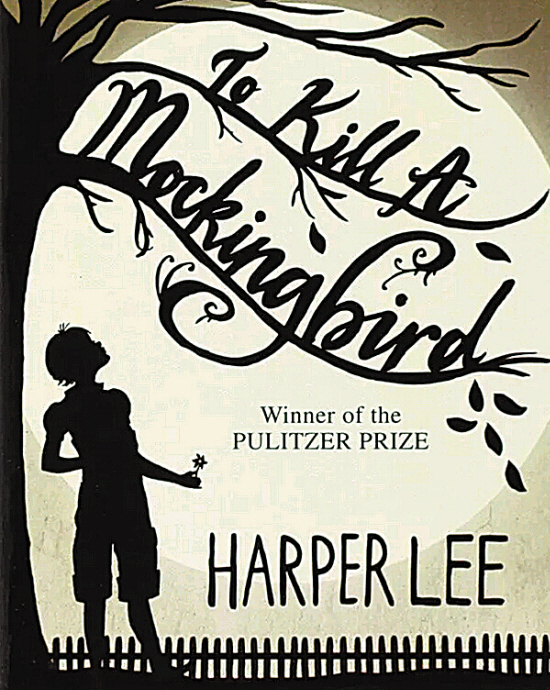 To Kill A
Mockingbird
Winner of the
PULITZER PRIZE
HARPER LEE